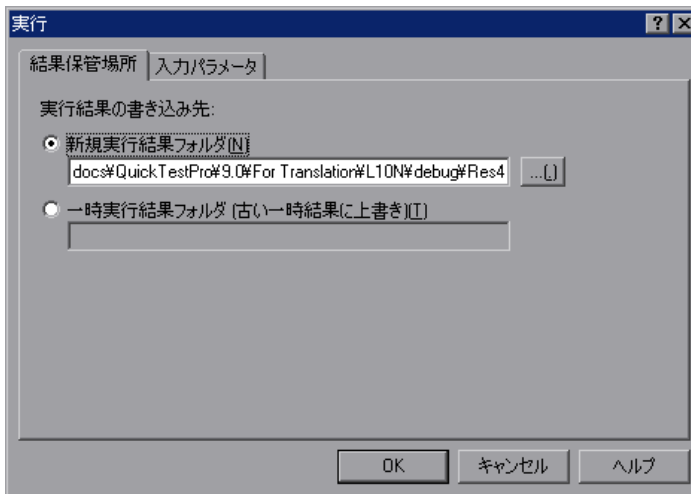 実行
結果保管場所 入力パラメータ
実行結果の書き込み先:
新規実行結果フォルダ(N)
docs¥QuickTestPro¥9.0¥For Translation¥L10N¥debug¥Res4 ...(.)
一時実行結果フォルダ (古い一時結果に上書き)(T)
OK キャンセル ヘルプ